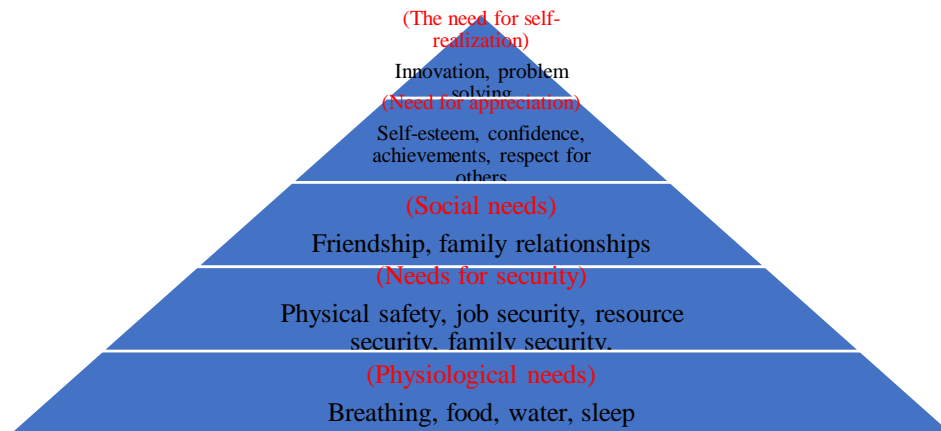 (The need for self-
realization)
Innovation, problem
solving
(Need for appreciation)
Self-esteem, confidence,
achievements, respect for
others
(Social needs)
Friendship, family relationships
(Needs for security)
Physical safety, job security, resource
security, family security,
(Physiological needs)
Breathing, food, water, sleep